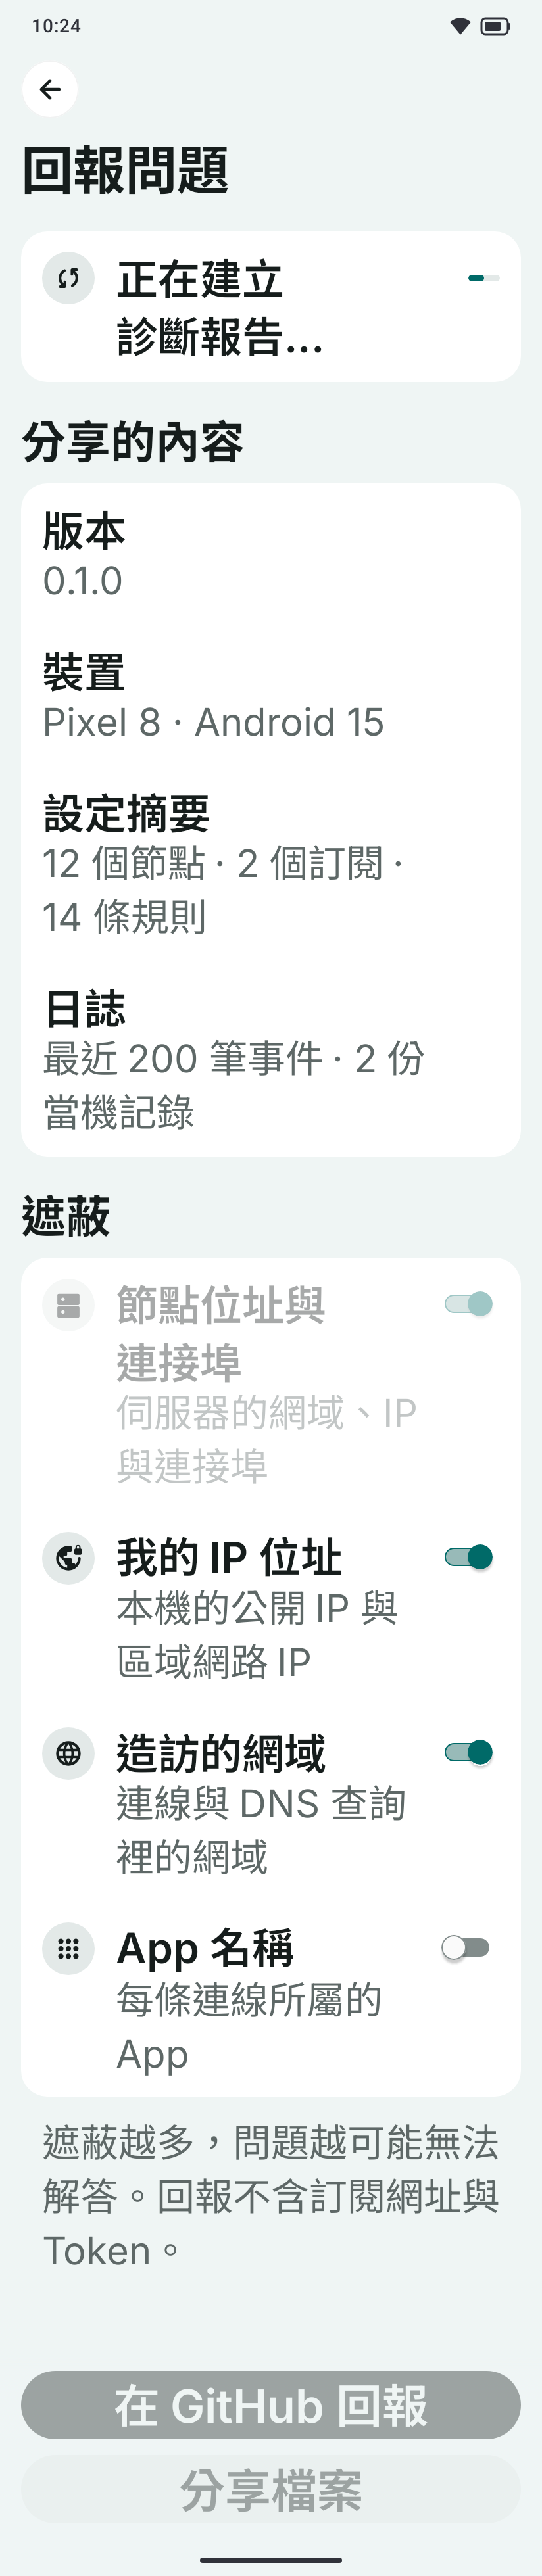 10:24
回報問題
正在建立
診斷報告...
分享的內容
版本
0.1.0
裝置
Pixel 8 · Android 15
設定摘要
12 個節點 · 2 個訂閱 ·
14 條規則
日誌
最近 200 筆事件 · 2 份
當機記錄
遮蔽
節點位址與
連接埠
伺服器的網域、IP
與連接埠
我的 IP 位址
本機的公開 IP 與
區域網路 IP
造訪的網域
連線與 DNS 查詢
裡的網域
App 名稱
每條連線所屬的
App
遮蔽越多，問題越可能無法
解答。回報不含訂閱網址與
Token。
在 GitHub 回報
分享檔案